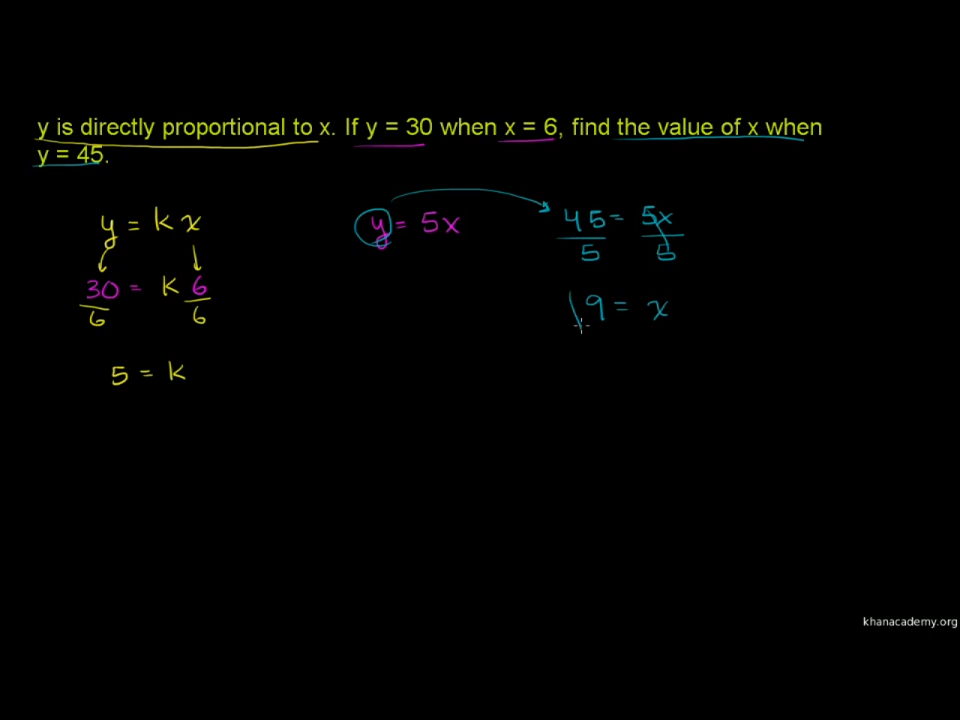 y is directly proportional to x. If y = 30 when x = 6, find the value of x when
y = 45.
y = k x
30 = k 6
6 6
5 = k
y = 5x
45 = 5x
5 5
9 = x
khanacademy.org